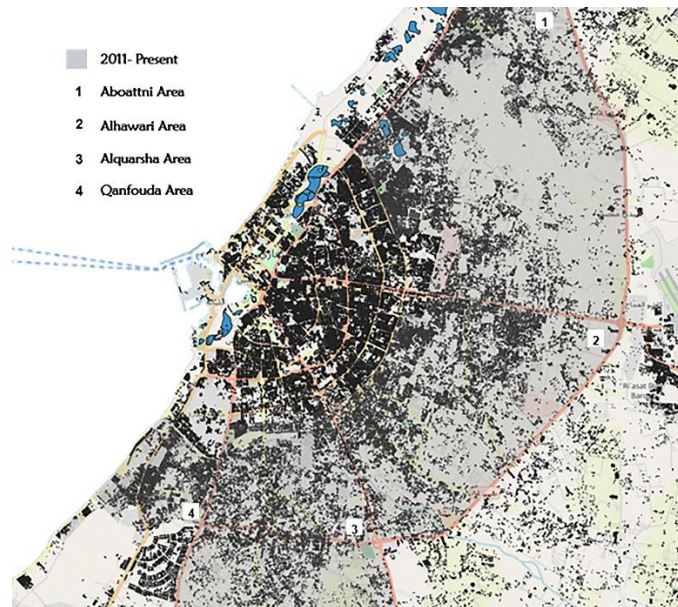 2011- Present
1 Aboattni Area
2 Alhawari Area
3 Alquarsha Area
4 Qanfouda Area
1
2
4
3